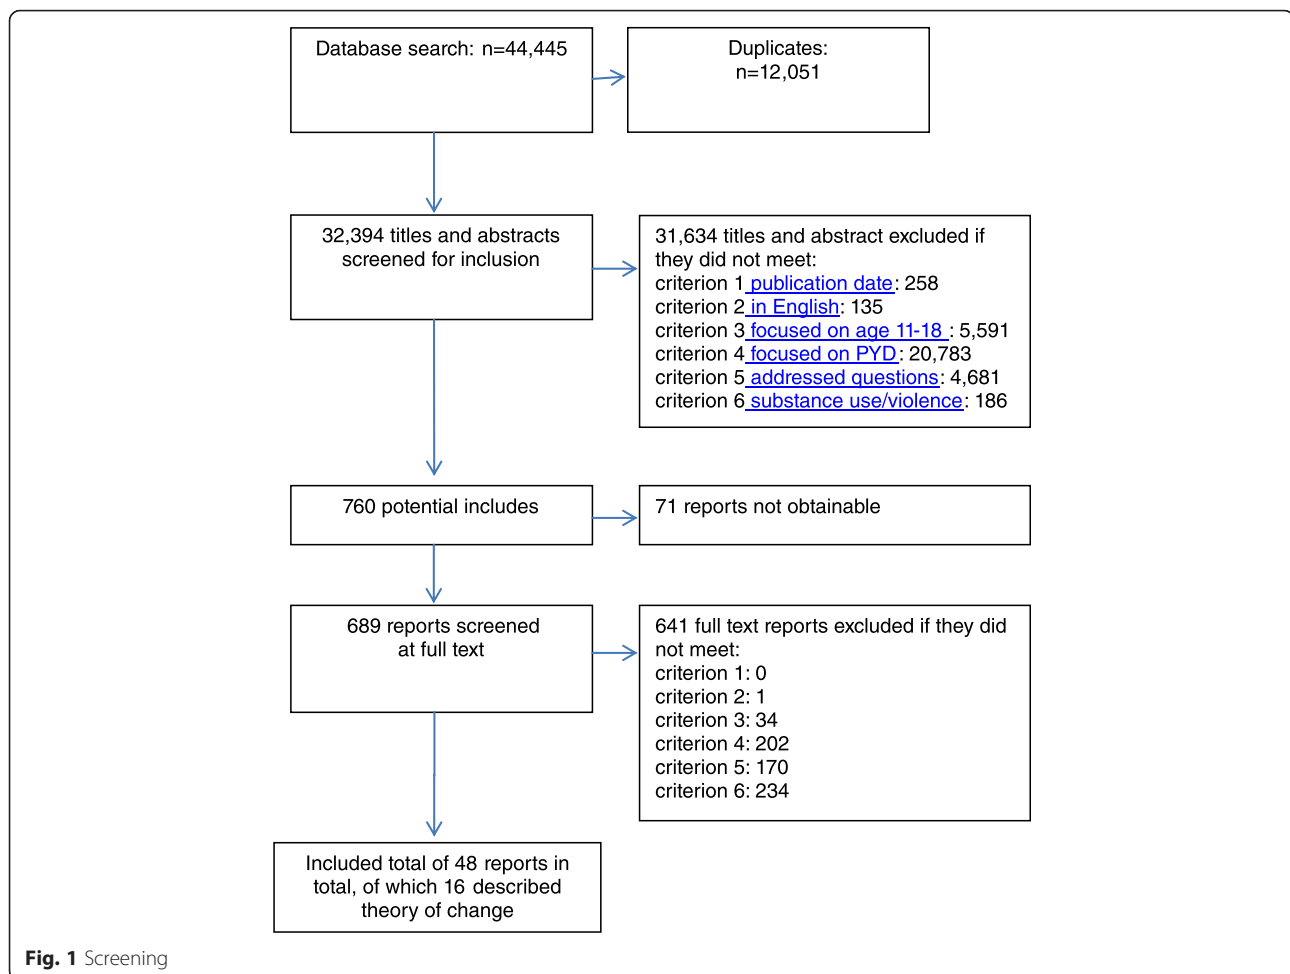 Database search: n=44,445
Duplicates:
n=12,051
32,394 titles and abstracts
screened for inclusion
31,634 titles and abstract excluded if
they did not meet:
criterion 1 publication date: 258
criterion 2 in English: 135
criterion 3 focused on age 11-18 : 5,591
criterion 4 focused on PYD: 20,783
criterion 5 addressed questions: 4,681
criterion 6 substance use/violence: 186
760 potential includes
71 reports not obtainable
689 reports screened
at full text
641 full text reports excluded if they did
not meet:
criterion 1: 0
criterion 2: 1
criterion 3: 34
criterion 4: 202
criterion 5: 170
criterion 6: 234
Included total of 48 reports in
total, of which 16 described
theory of change
Fig. 1 Screening